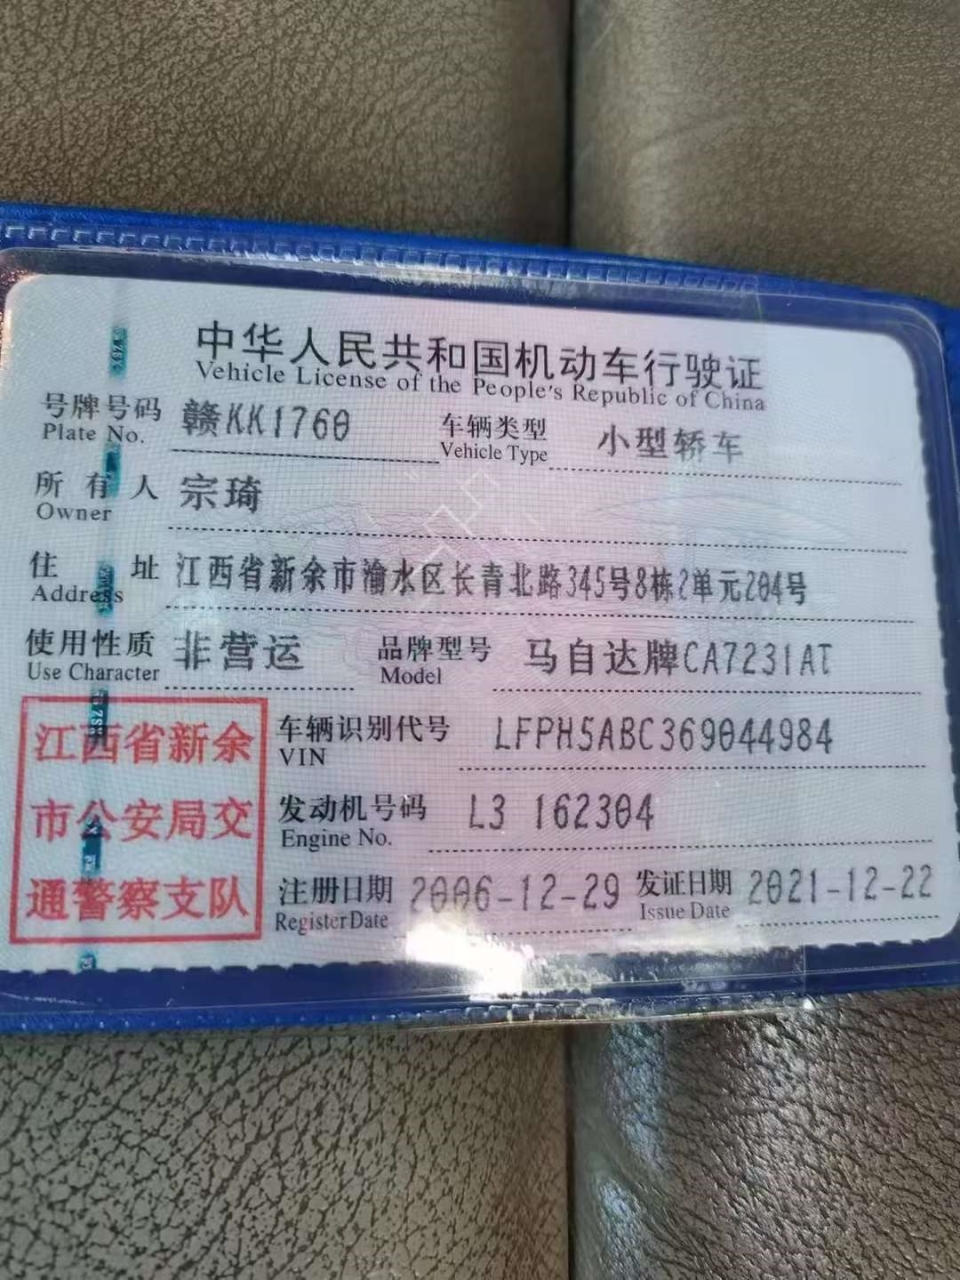 中华人民共和国机动车行驶证
Vehicle License of the People's Republic of China
号牌号码 赣KK1760 车辆类型 小型轿车
Plate No. Vehicle Type
所有人 宗琦
Owner
住址 江西省新余市渝水区长青北路345号8栋2单元204号
Address
使用性质 非营运 品牌型号 马自达牌CA7231AT
Use Character Model
江西省新余
市公安局交
通警察支队
车辆识别代号 LFPH5ABC369044984
VIN
发动机号码 L3 162304
Engine No.
注册日期 2006-12-29 发证日期 2021-12-22
Register Date Issue Date